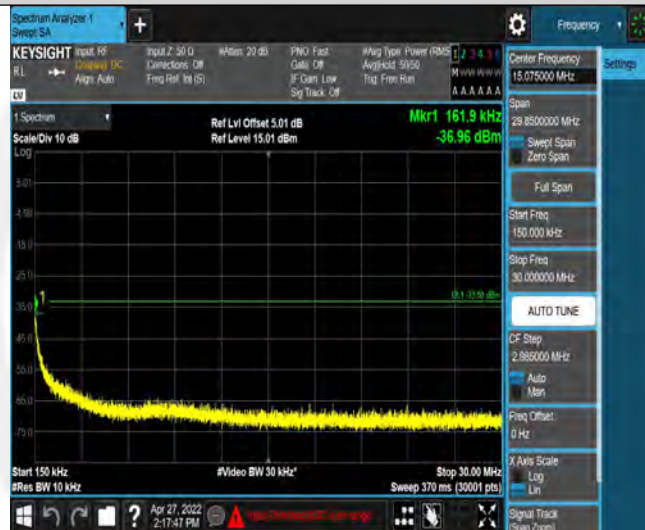 Spectrum Analyzer 1
Swept SA
Frequency
KEYSIGHT
Input: RF
Input Z: 50 Ω
#Atten: 20 dB
PNO: Fast
#Avg Type: Power (RMS
1 2 3 4 5 6
RL
Coupling: DC
Corrections: Off
Gate: Off
Avg|Hold: 50/50
M W W W W W
Align: Auto
Freq Ref: Int (S)
IF Gain: Low
Trig: Free Run
Sig Track: Off
A A A A A A
LXI
1 Spectrum
Ref Lvl Offset 5.01 dB
Mkr1 161.9 kHz
Scale/Div 10 dB
Ref Level 15.01 dBm
-36.96 dBm
Log
5.01
-4.99
-15.0
-25.0
-35.0
-45.0
-55.0
-65.0
-75.0
1
Start 150 kHz
#Video BW 30 kHz*
Stop 30.00 MHz
#Res BW 10 kHz
Sweep 370 ms (30001 pts)
Apr 27, 2022
2:17:47 PM
Center Frequency
15.075000 MHz
Settings
Span
29.8500000 MHz
Swept Span
Zero Span
Full Span
Start Freq
150.000 kHz
Stop Freq
30.000000 MHz
AUTO TUNE
CF Step
2.985000 MHz
Auto
Man
Freq Offset
0 Hz
X Axis Scale
Log
Lin
Signal Track
(Span Zoom)